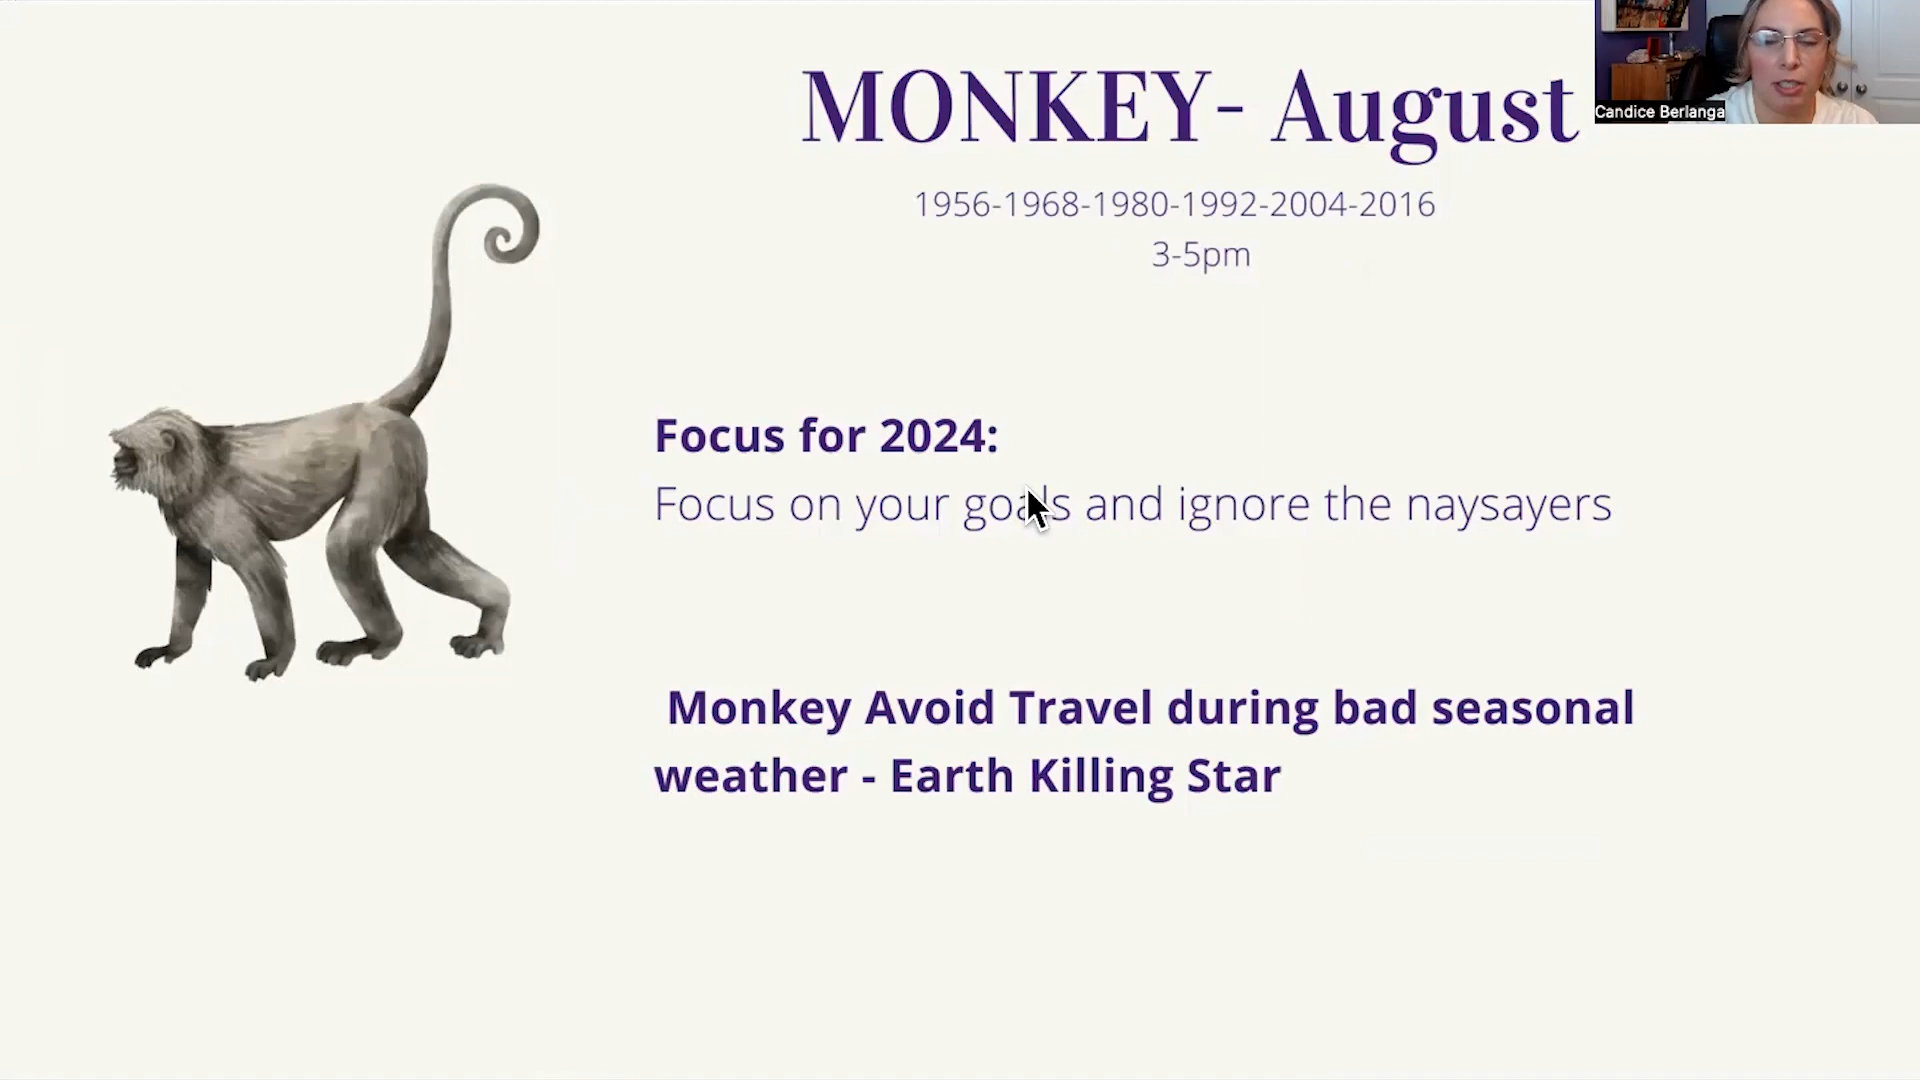 MONKEY- August
Candice Berlanga
1956-1968-1980-1992-2004-2016
3-5pm
Focus for 2024:
Focus on your goals and ignore the naysayers
Monkey Avoid Travel during bad seasonal
weather - Earth Killing Star